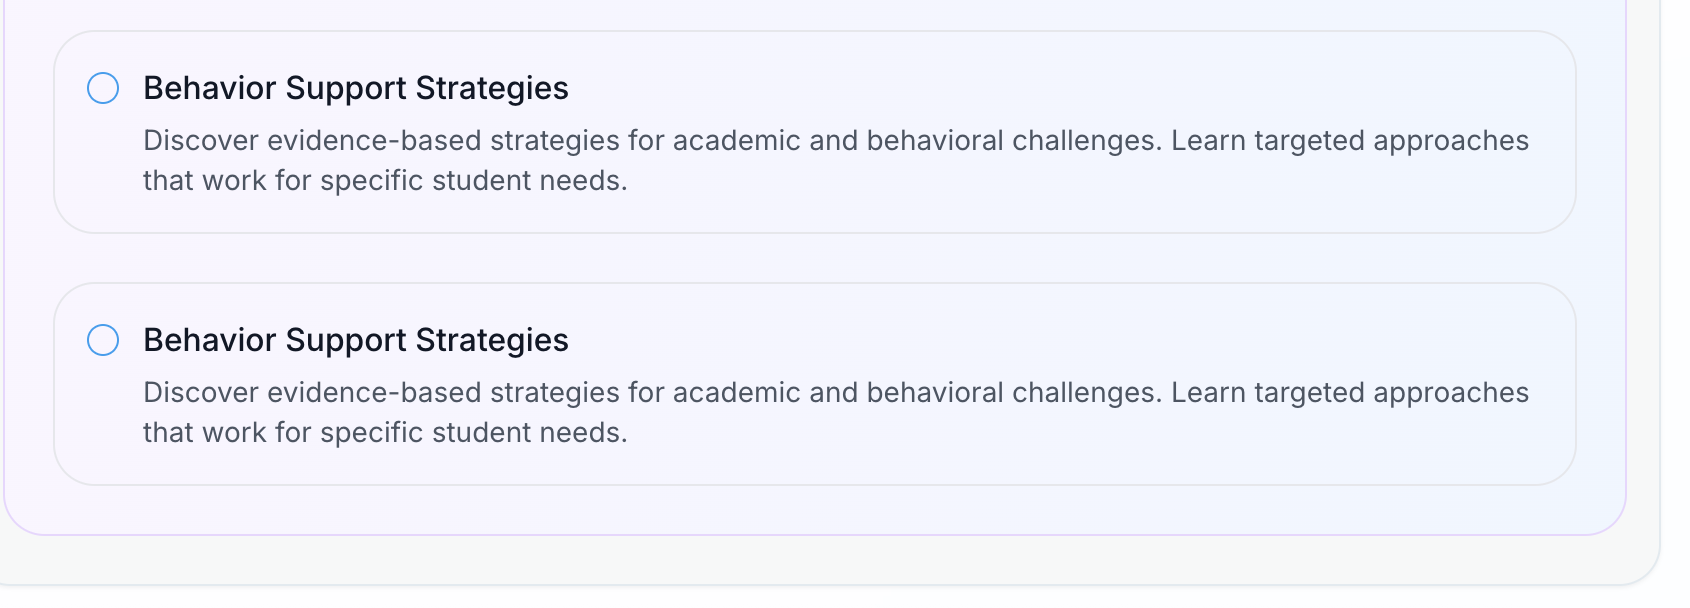 Behavior Support Strategies
Discover evidence-based strategies for academic and behavioral challenges. Learn targeted approaches
that work for specific student needs.
Behavior Support Strategies
Discover evidence-based strategies for academic and behavioral challenges. Learn targeted approaches
that work for specific student needs.